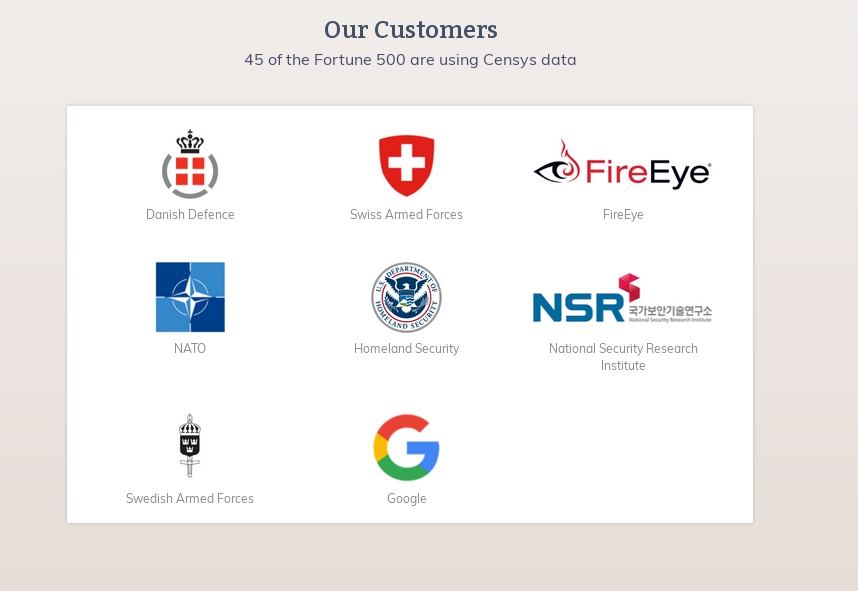 Our Customers
45 of the Fortune 500 are using Censys data
FireEye®
Danish Defence
Swiss Armed Forces
FireEye
U.S. DEPARTMENT OF
HOMELAND SECURITY
NSR 국가보안기술연구소
National Security Research Institute
NATO
Homeland Security
National Security Research
Institute
Swedish Armed Forces
Google